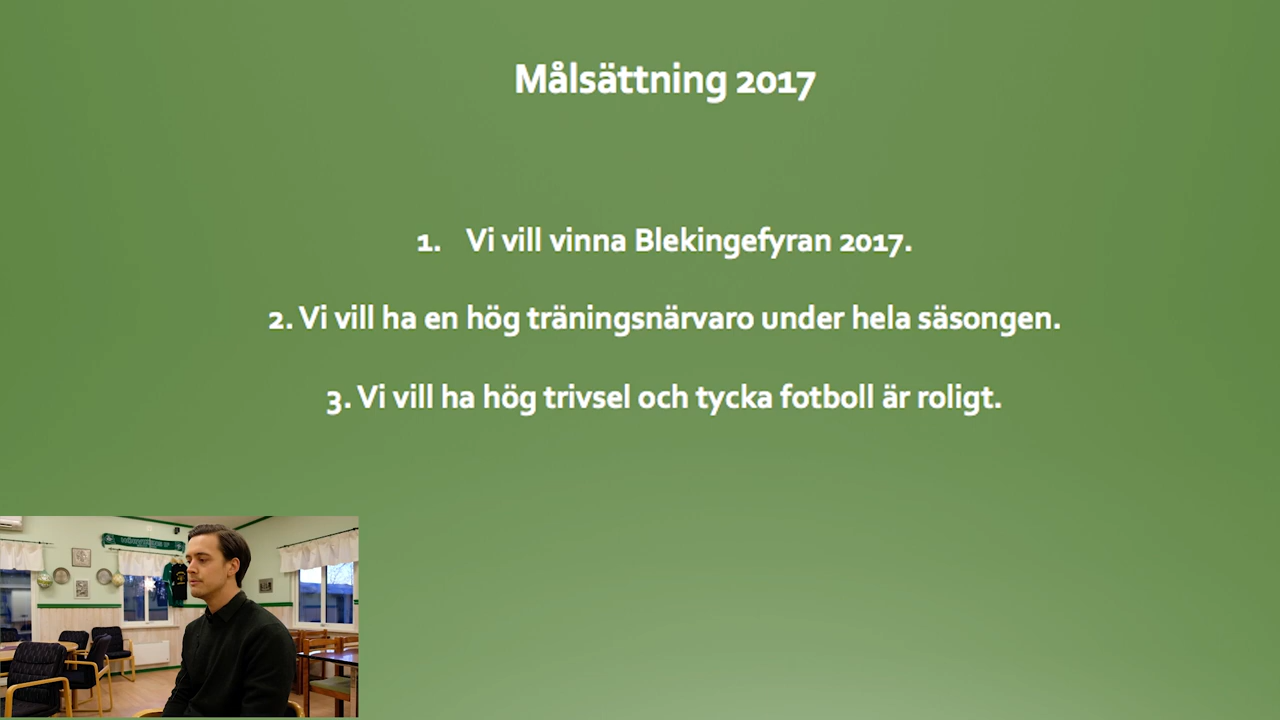 Målsättning 2017
1. Vi vill vinna Blekingefyran 2017.
2. Vi vill ha en hög träningsnärvaro under hela säsongen.
3. Vi vill ha hög trivsel och tycka fotboll är roligt.